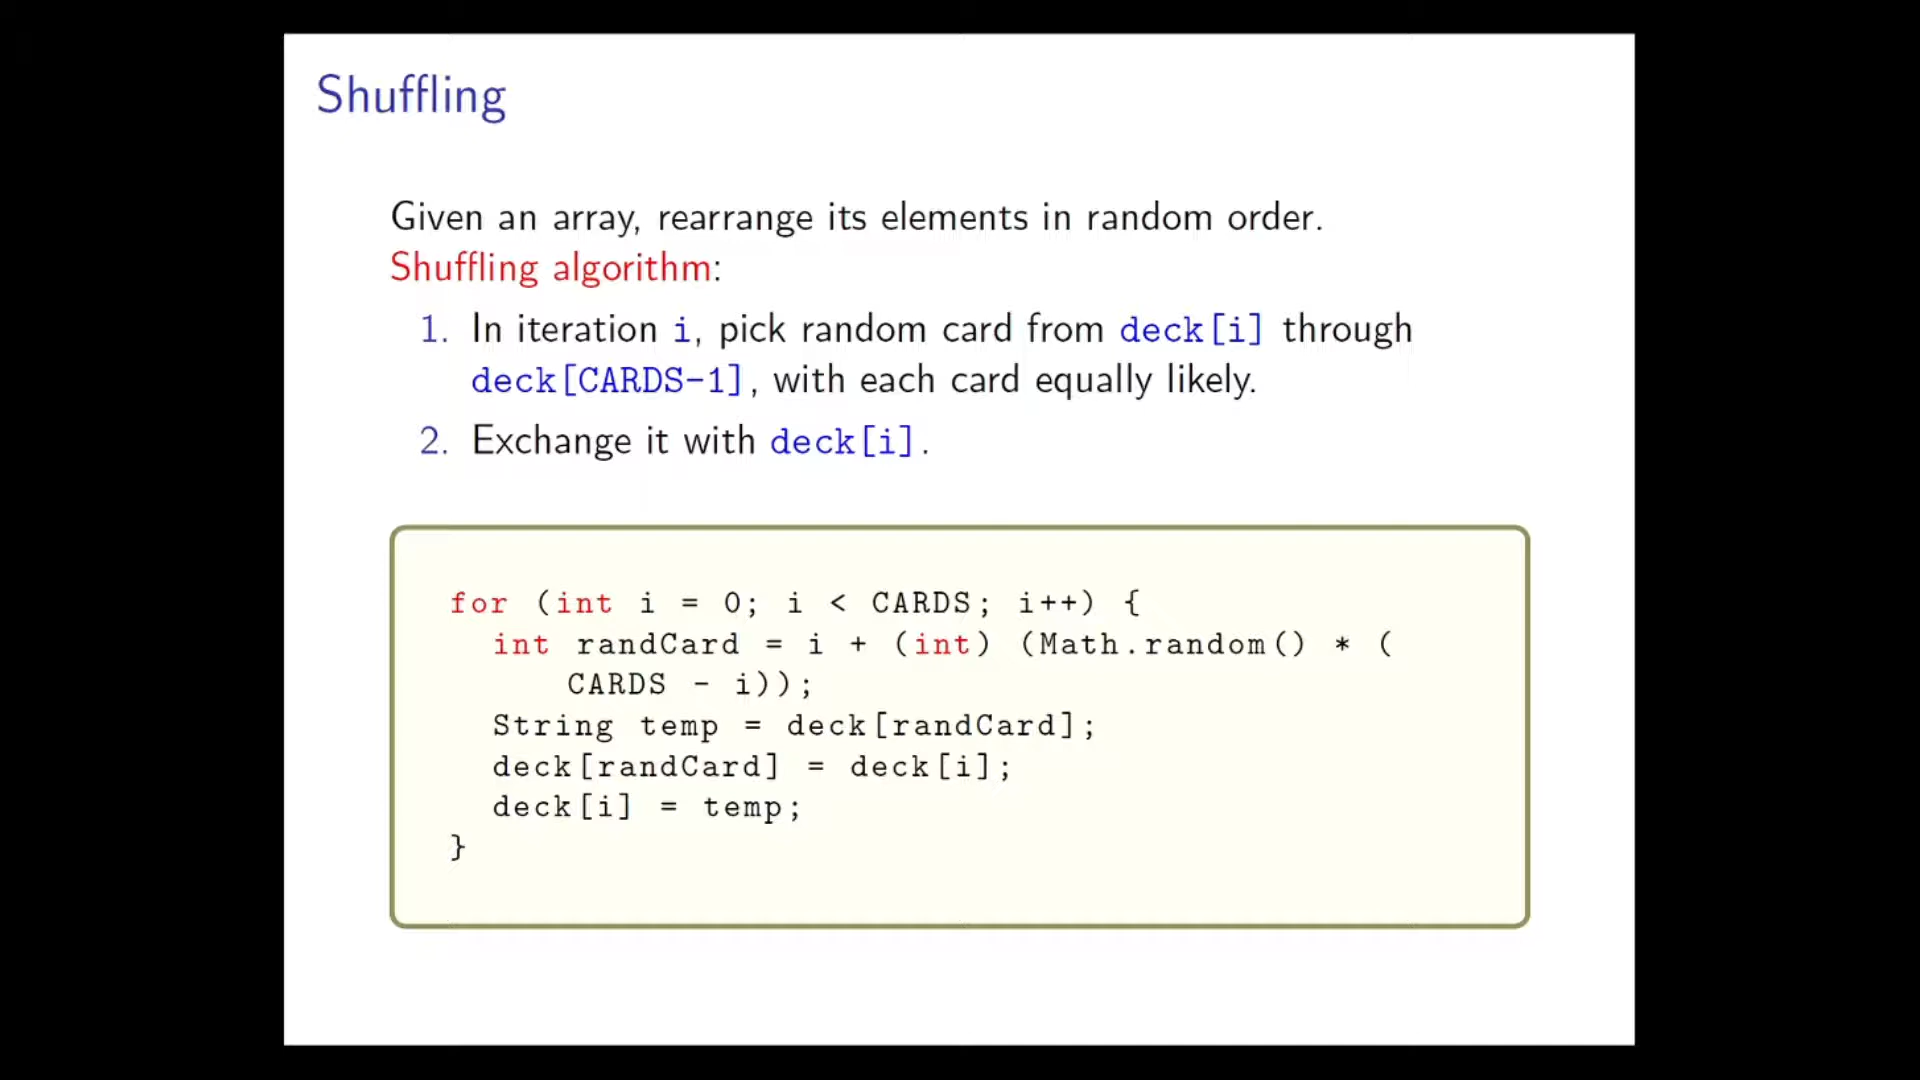 Shuffling
Given an array, rearrange its elements in random order.
Shuffling algorithm:
1. In iteration i, pick random card from deck[i] through
deck[CARDS-1], with each card equally likely.
2. Exchange it with deck[i].
for (int i = 0; i < CARDS; i++) {
int randCard = i + (int) (Math.random() * (
CARDS - i));
String temp = deck[randCard];
deck[randCard] = deck[i];
deck[i] = temp;
}